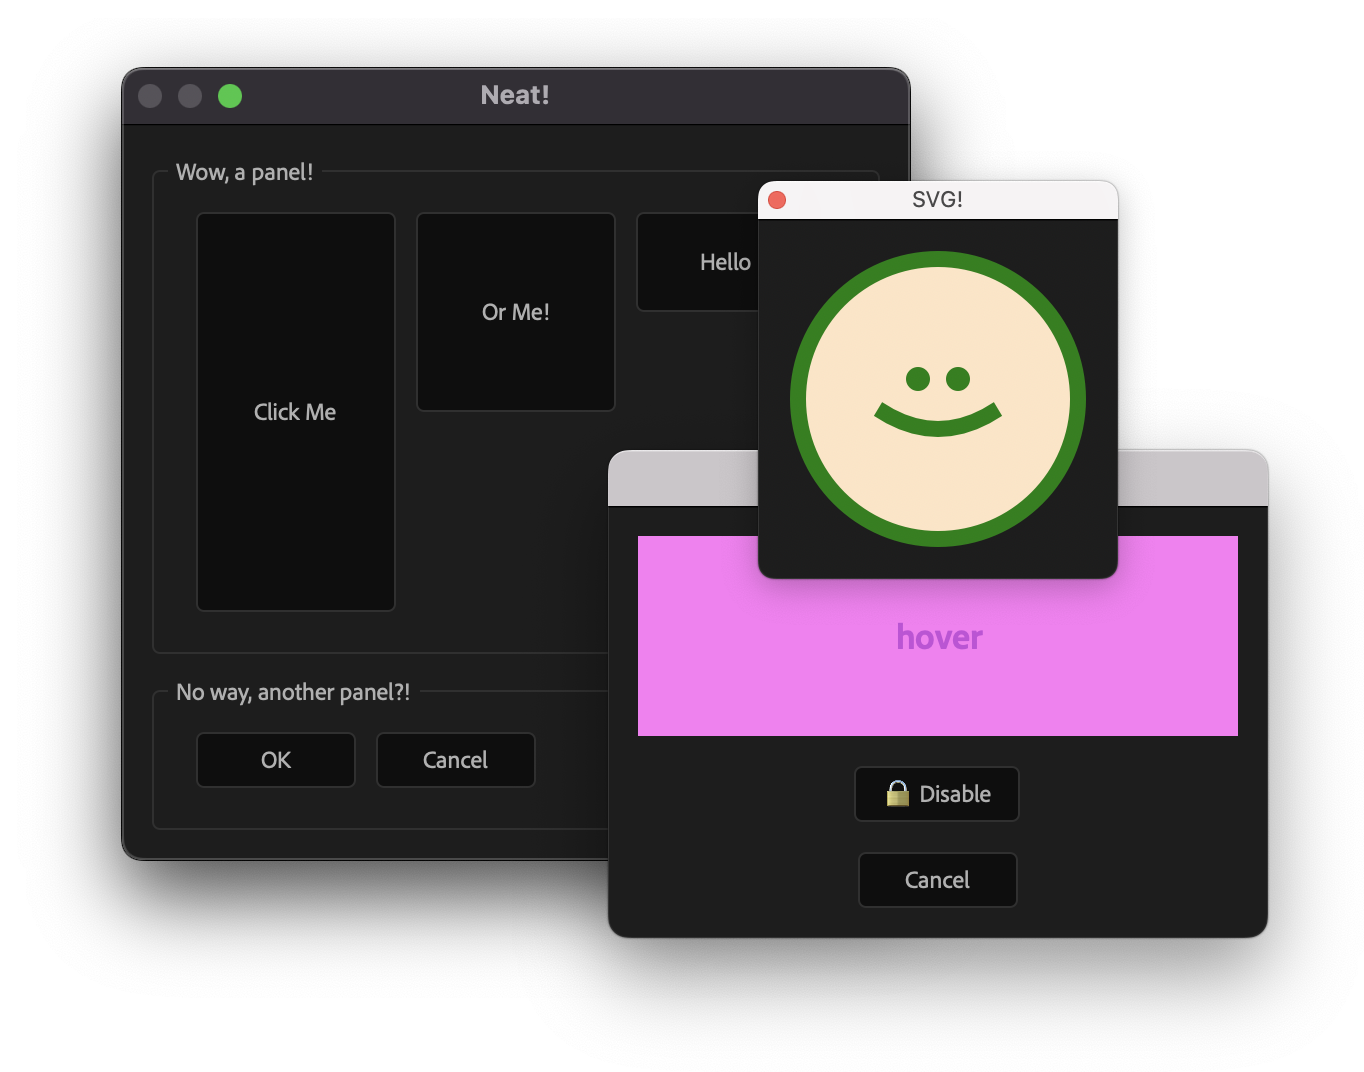 Neat!
Wow, a panel!
Click Me
Or Me!
Hello
SVG!
hover
No way, another panel?!
OK
Cancel
🔒 Disable
Cancel